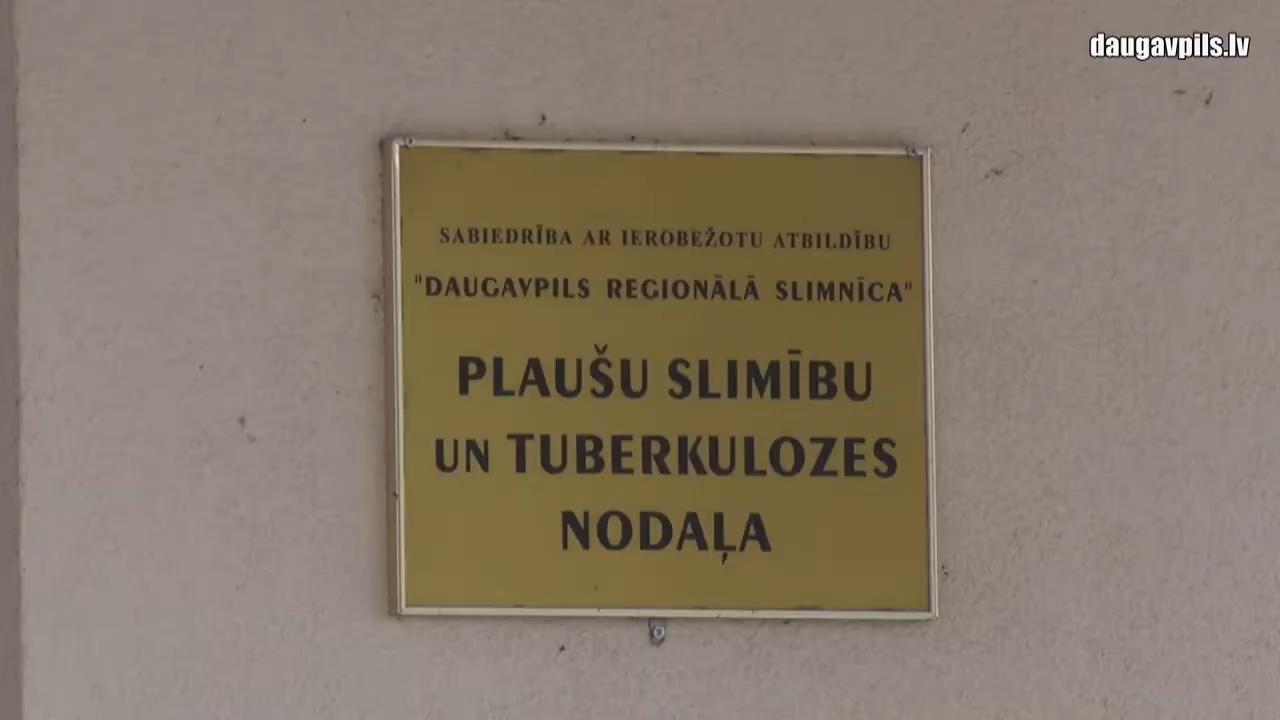 daugavpils.lv
SABIEDRĪBA AR IEROBEŽOTU ATBILDĪBU
"DAUGAVPILS REGIONĀLĀ SLIMNĪCA"
PLAUŠU SLIMĪBU
UN TUBERKULOZES
NODAĻA